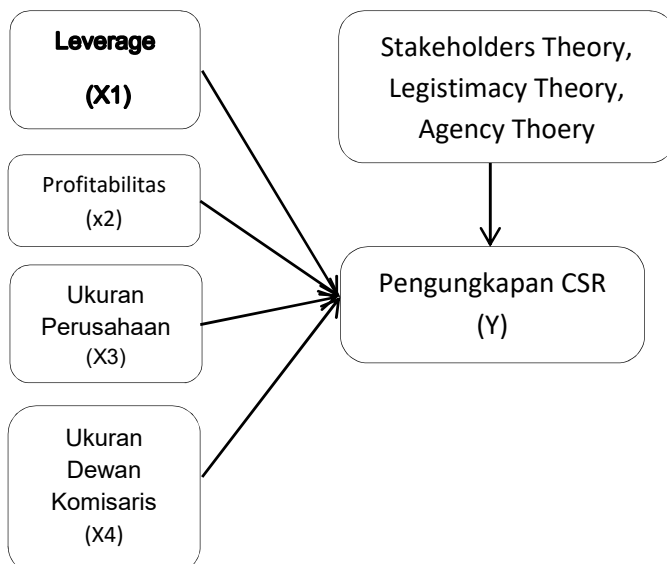 Leverage
(X1)
Profitabilitas
(x2)
Ukuran
Perusahaan
(X3)
Ukuran
Dewan
Komisaris
(X4)
Stakeholders Theory,
Legistimacy Theory,
Agency Thoery
Pengungkapan CSR
(Y)